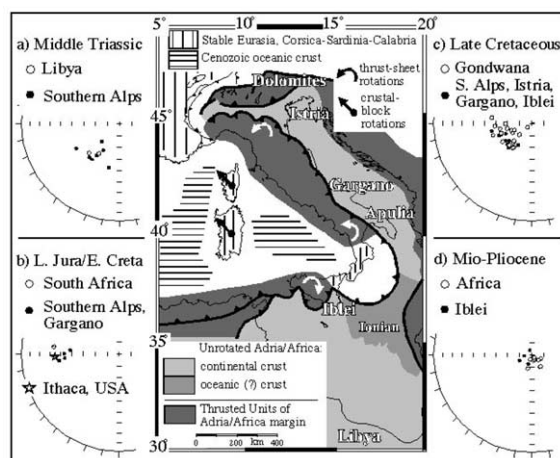 a) Middle Triassic
Libya
Southern Alps
b) L. Jura/E. Creta
South Africa
Southern Alps,
Gargano
Ithaca, USA
5° 10° 15° 20°
Stable Eurasia, Corsica-Sardinia-Calabria
Cenozoic oceanic crust
thrust-sheet
rotations
crustal-
block
rotations
Dolomites
45°
Istria
Gargano
Apulia
40°
Iblei
Ionian
35°
Unrotated Adria/Africa:
continental crust
oceanic (?) crust
Thrusted Units of
Adria/Africa margin
0 200 400
km
Libya
30°
c) Late Cretaceous
Gondwana
S. Alps, Istria,
Gargano, Iblei
d) Mio-Pliocene
Africa
Iblei